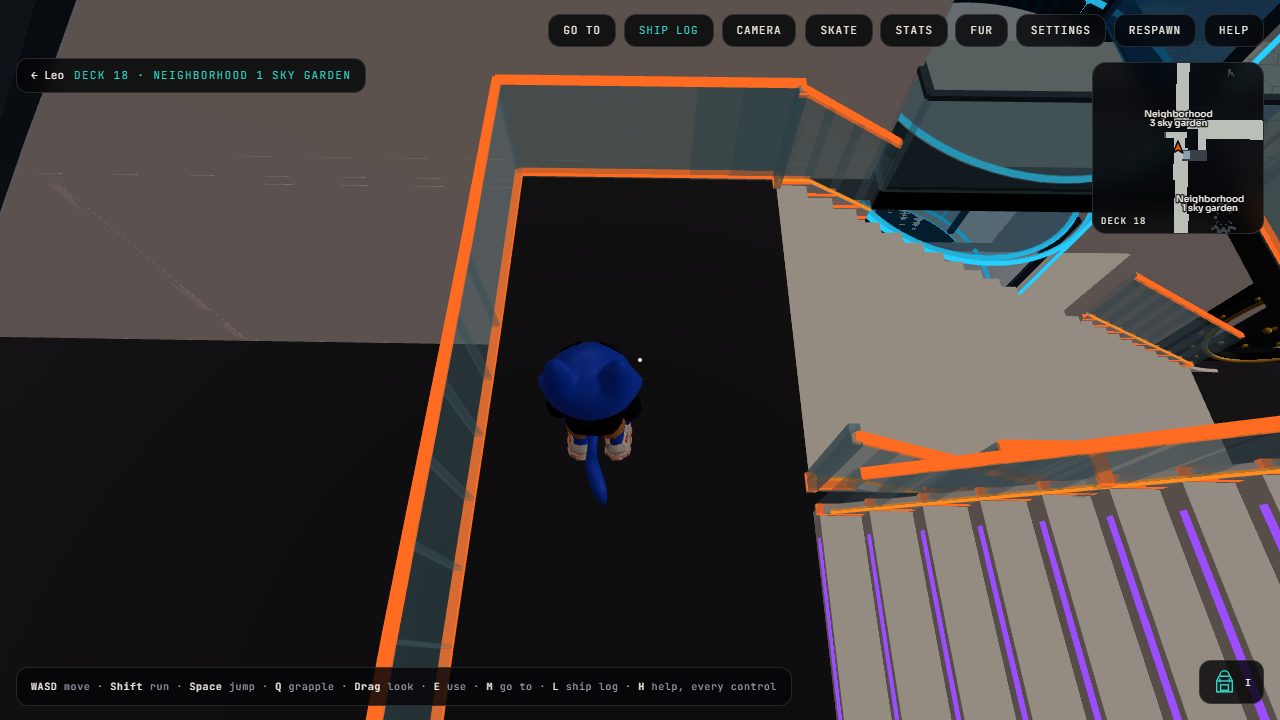 GO TO
SHIP LOG
CAMERA
SKATE
STATS
FUR
SETTINGS
RESPAWN
HELP
← Leo DECK 18 · NEIGHBORHOOD 1 SKY GARDEN
Neighborhood
3 sky garden
Neighborhood
1 sky garden
DECK 18
WASD move · Shift run · Space jump · Q grapple · Drag look · E use · M go to · L ship log · H help, every control
I